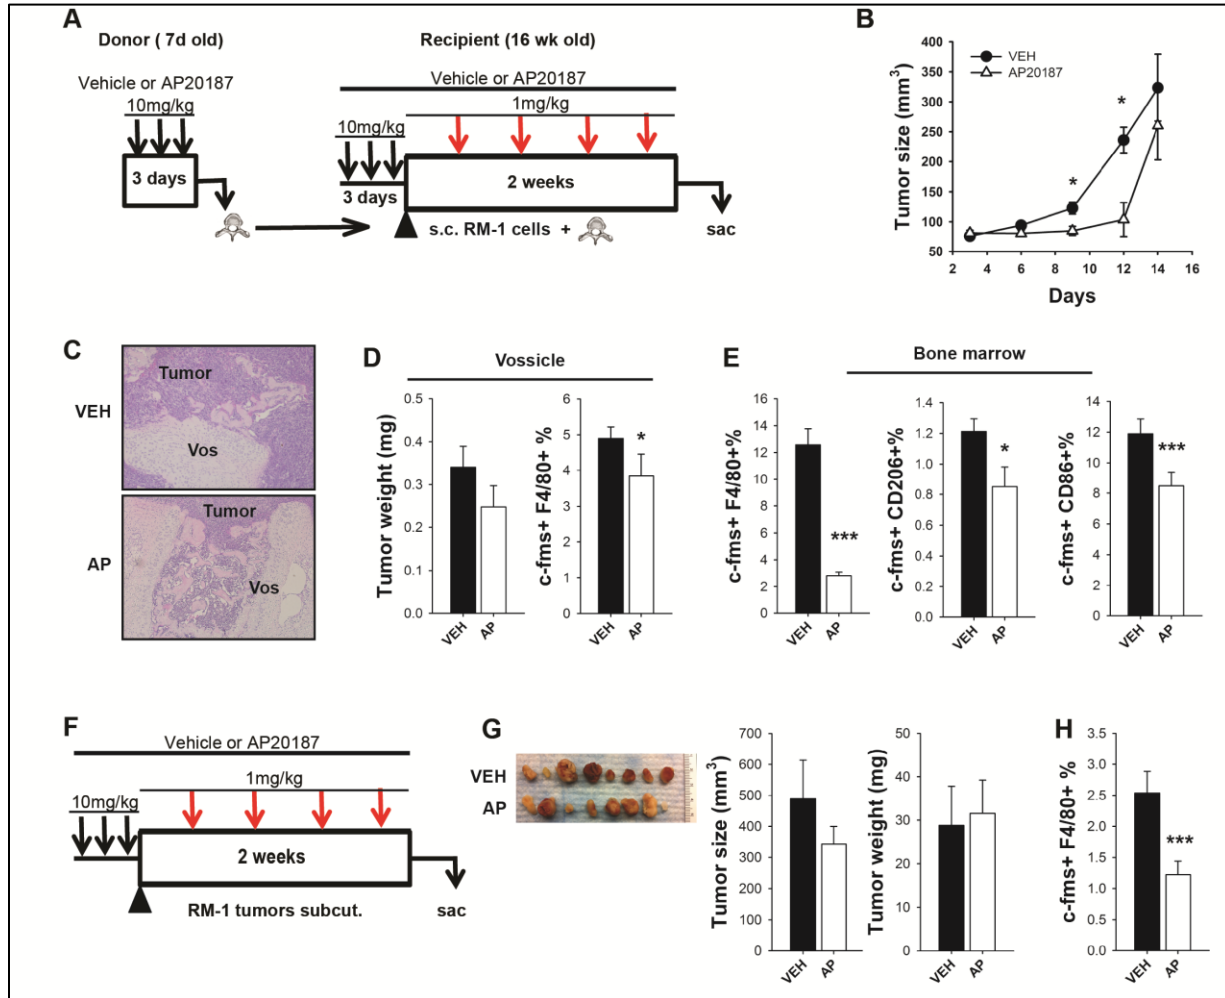 A
Donor ( 7d old)
Recipient (16 wk old)
Vehicle or AP20187
Vehicle or AP20187
10mg/kg
1mg/kg
10mg/kg
3 days
3 days
2 weeks
s.c. RM-1 cells +
sac
B
400
350
300
250
200
150
100
50
Tumor size (mm³)
VEH
AP20187
*
*
2 4 6 8 10 12 14 16
Days
C
VEH
Tumor
Vos
AP
Tumor
Vos
D
Vossicle
Tumor weight (mg)
0.5
0.4
0.3
0.2
0.1
0.0
VEH AP
c-fms+ F4/80+ %
6
5
4
3
2
1
0
*
VEH AP
E
Bone marrow
c-fms+ F4/80+%
16
14
12
10
8
6
4
2
0
***
VEH AP
c-fms+ CD206+%
1.4
1.2
1.0
0.8
0.6
0.4
0.2
0.0
*
VEH AP
c-fms+ CD86+%
14
12
10
8
6
4
2
0
***
VEH AP
F
Vehicle or AP20187
1mg/kg
10mg/kg
2 weeks
RM-1 tumors subcut.
sac
G
VEH
AP
Tumor size (mm³)
700
600
500
400
300
200
100
0
VEH AP
Tumor weight (mg)
50
40
30
20
10
0
VEH AP
H
c-fms+ F4/80+ %
3.5
3.0
2.5
2.0
1.5
1.0
0.5
0.0
***
VEH AP